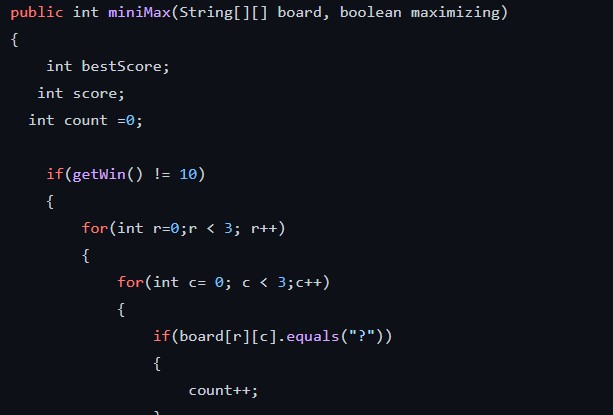 public int miniMax(String[][] board, boolean maximizing)
{
int bestScore;
int score;
int count =0;
if(getWin() != 10)
{
for(int r=0;r < 3; r++)
{
for(int c= 0; c < 3;c++)
{
if(board[r][c].equals("?"))
{
count++;
}